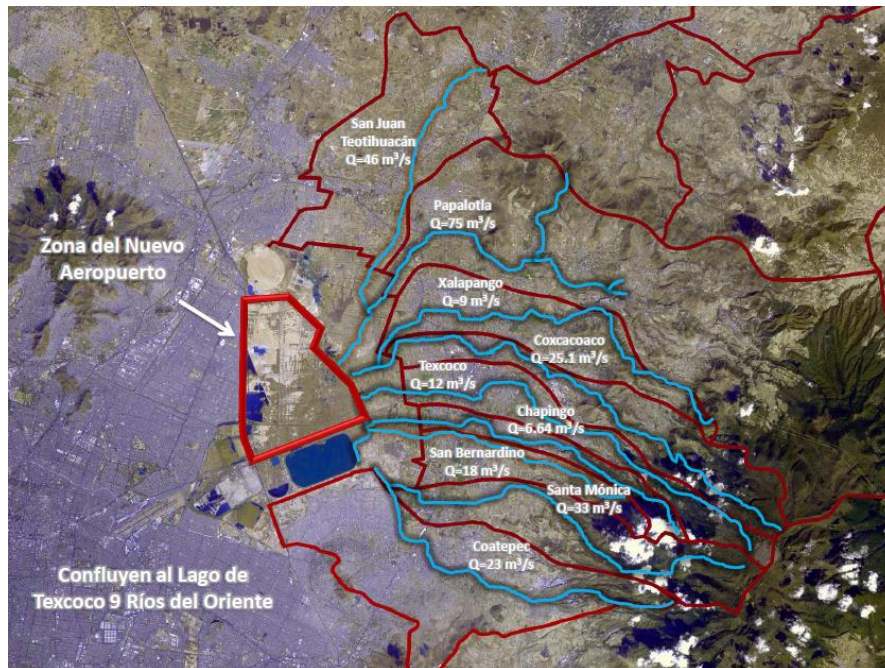 San Juan
Teotihuacán
Q=46 m³/s
Papalotla
Q=75 m³/s
Zona del Nuevo
Aeropuerto
Xalapango
Q=9 m³/s
Coxcacoaco
Q=25.1 m³/s
Texcoco
Q=12 m³/s
Chapingo
Q=6.64 m³/s
San Bernardino
Q=18 m³/s
Santa Mónica
Q=33 m³/s
Coatepec
Q=23 m³/s
Confluyen al Lago de
Texcoco 9 Ríos del Oriente